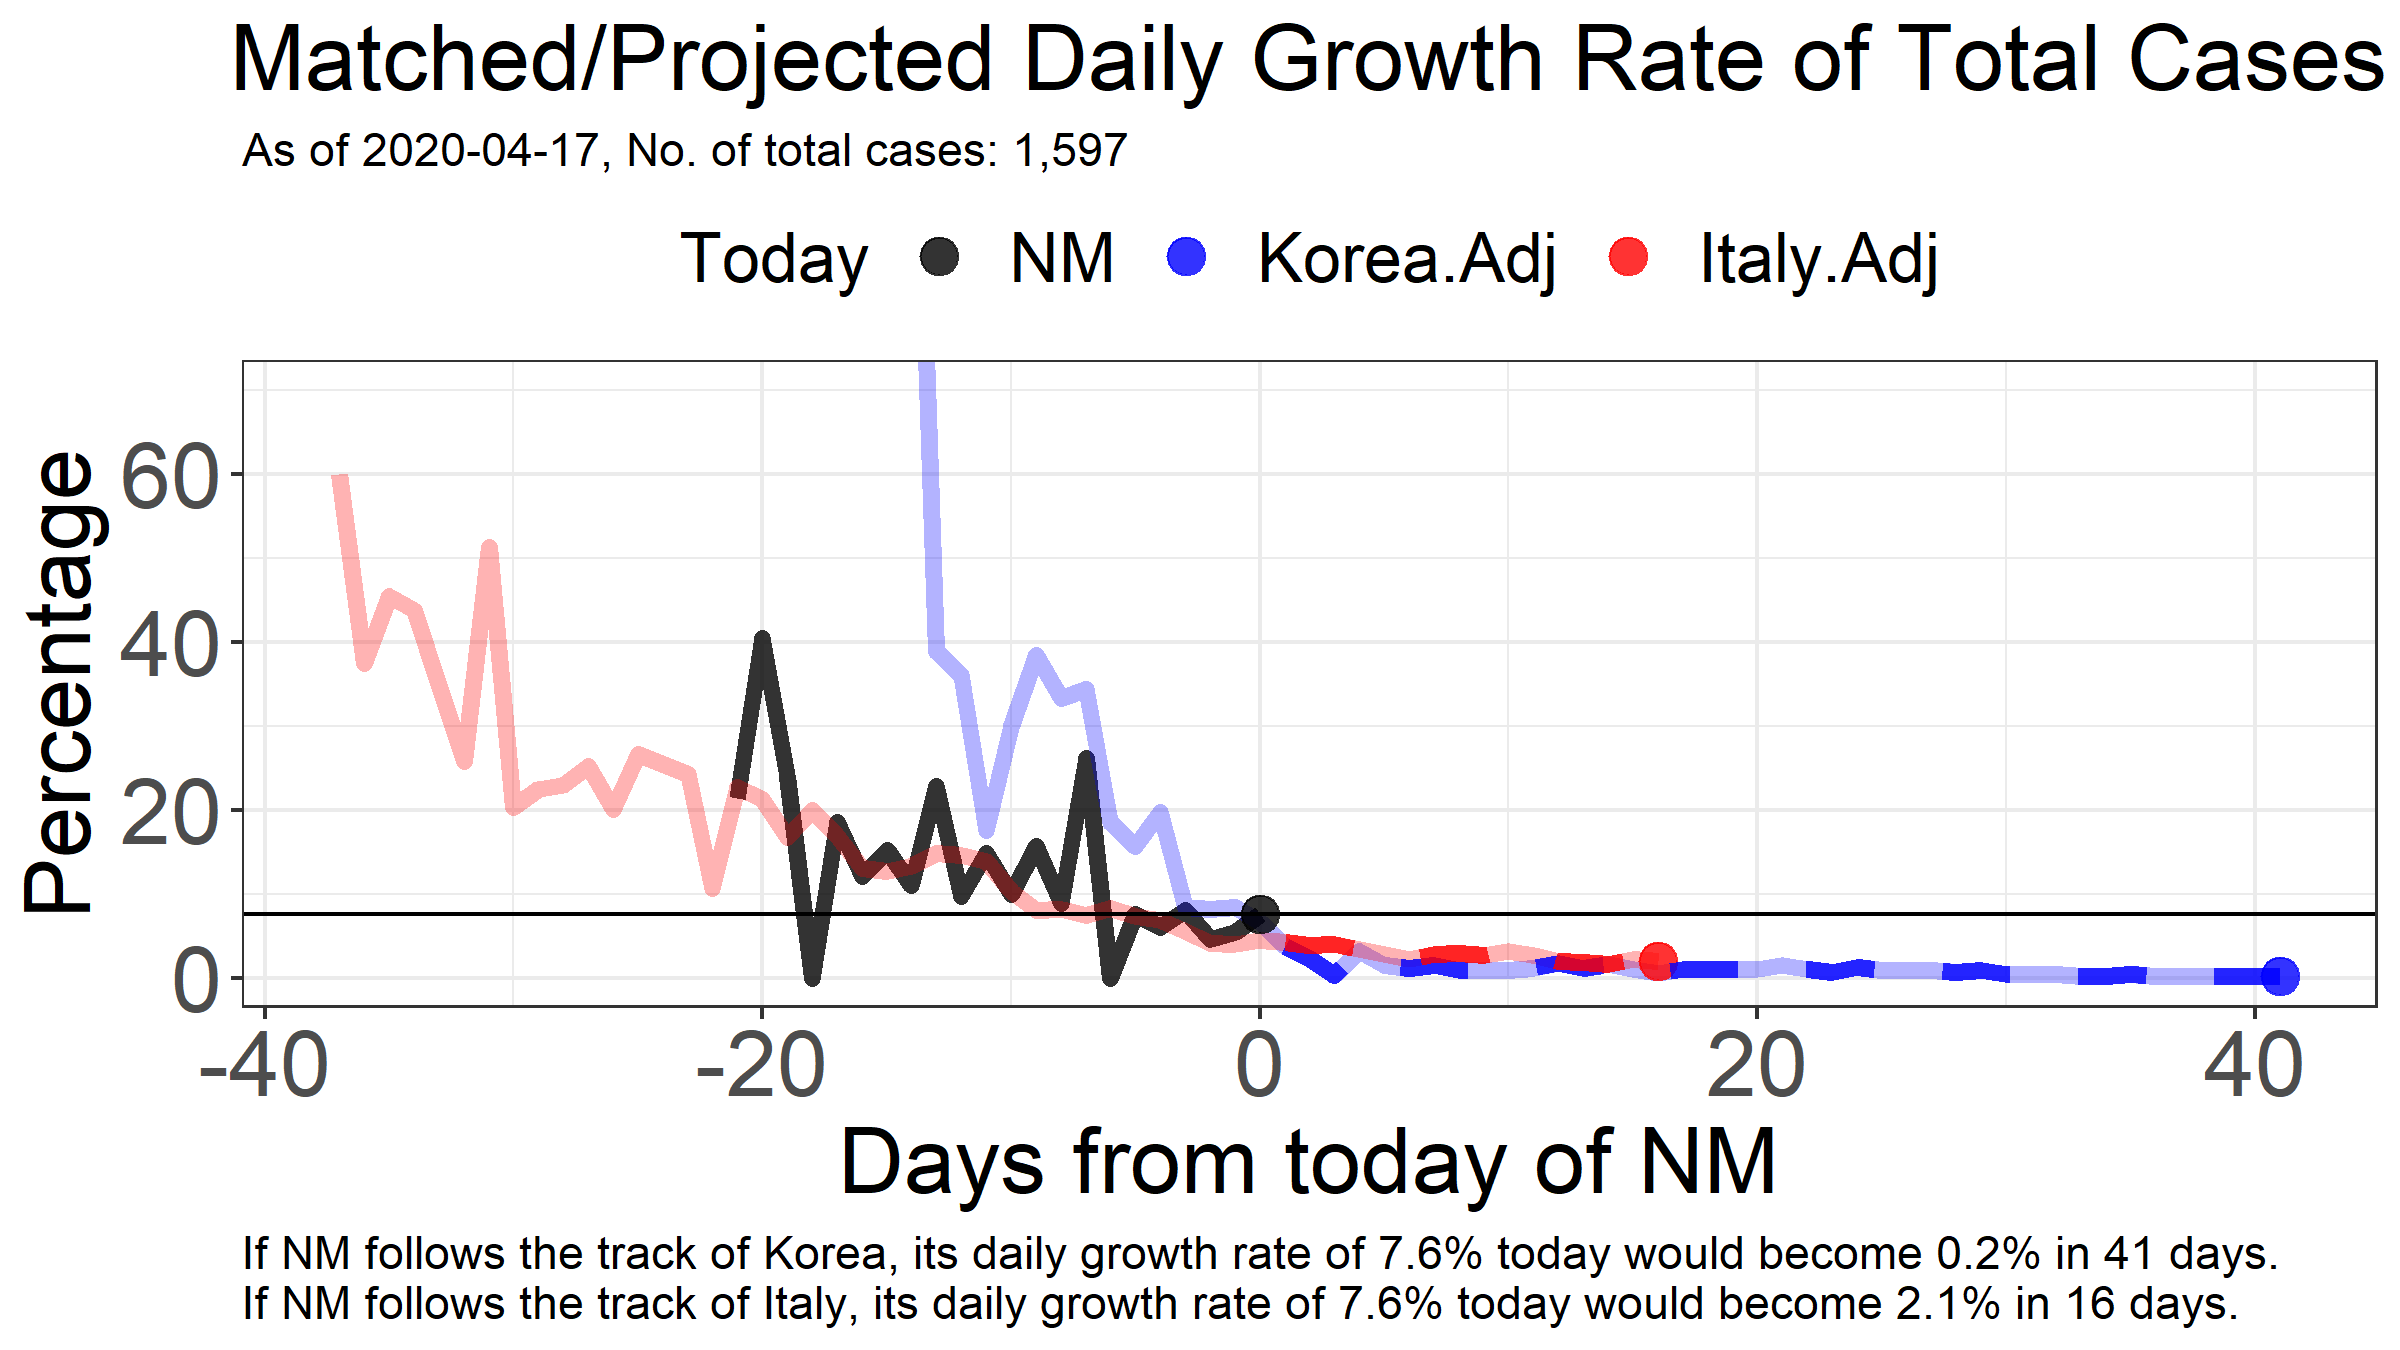 Matched/Projected Daily Growth Rate of Total Cases
As of 2020-04-17, No. of total cases: 1,597
Today NM Korea.Adj Italy.Adj
Percentage
60
40
20
0
-40 -20 0 20 40
Days from today of NM
If NM follows the track of Korea, its daily growth rate of 7.6% today would become 0.2% in 41 days.
If NM follows the track of Italy, its daily growth rate of 7.6% today would become 2.1% in 16 days.